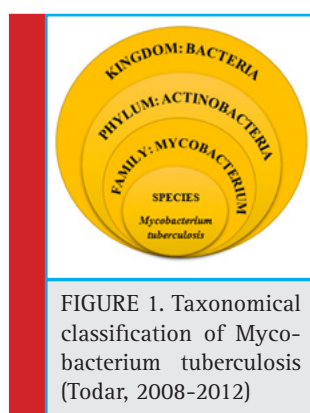 KINGDOM: BACTERIA
PHYLUM: ACTINOBACTERIA
FAMILY: MYCOBACTERIUM
SPECIES
Mycobacterium
tuberculosis
FIGURE 1. Taxonomical
classification of Myco-
bacterium tuberculosis
(Todar, 2008-2012)